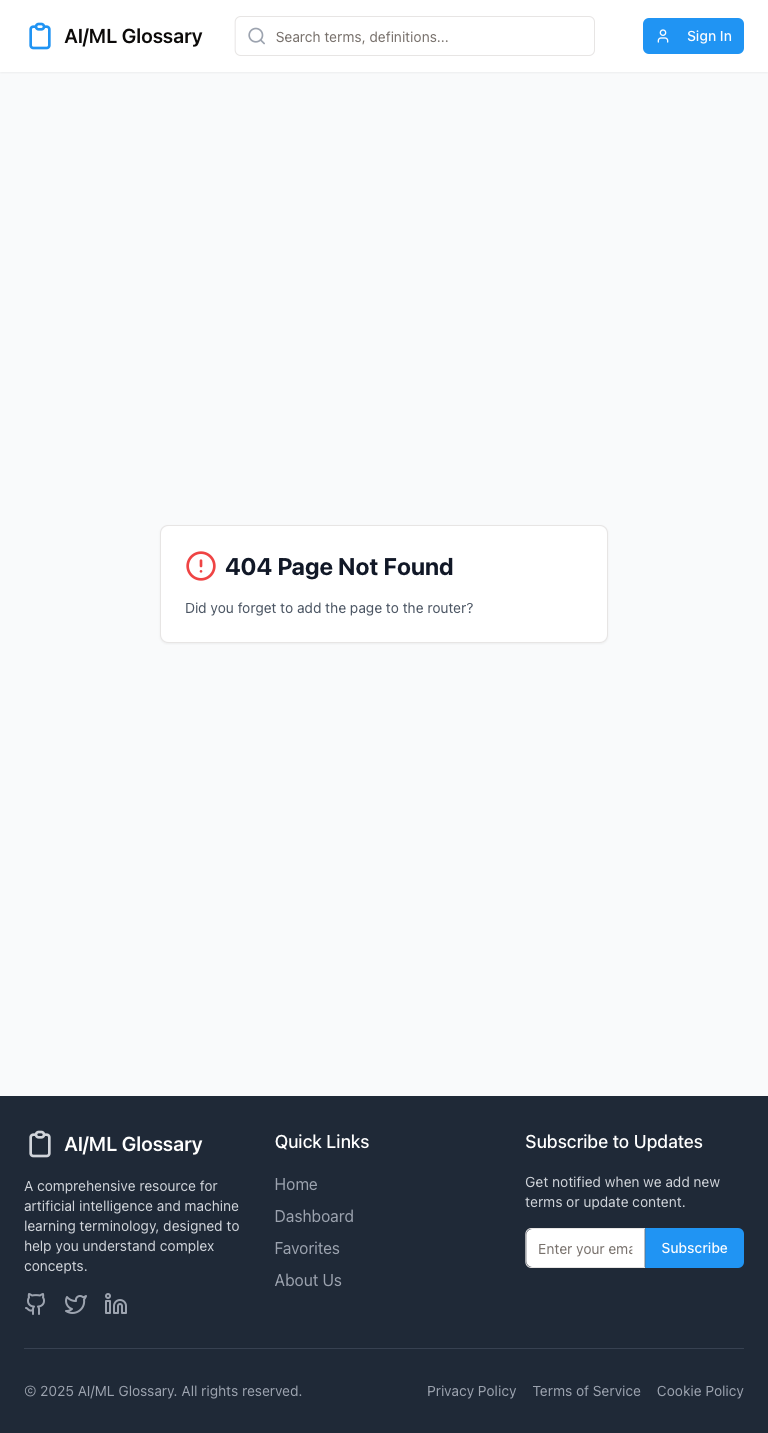 AI/ML Glossary
Search terms, definitions...
Sign In
404 Page Not Found
Did you forget to add the page to the router?
AI/ML Glossary
A comprehensive resource for
artificial intelligence and machine
learning terminology, designed to
help you understand complex
concepts.
Quick Links
Home
Dashboard
Favorites
About Us
Subscribe to Updates
Get notified when we add new
terms or update content.
Enter your ema
Subscribe
© 2025 AI/ML Glossary. All rights reserved.
Privacy Policy
Terms of Service
Cookie Policy